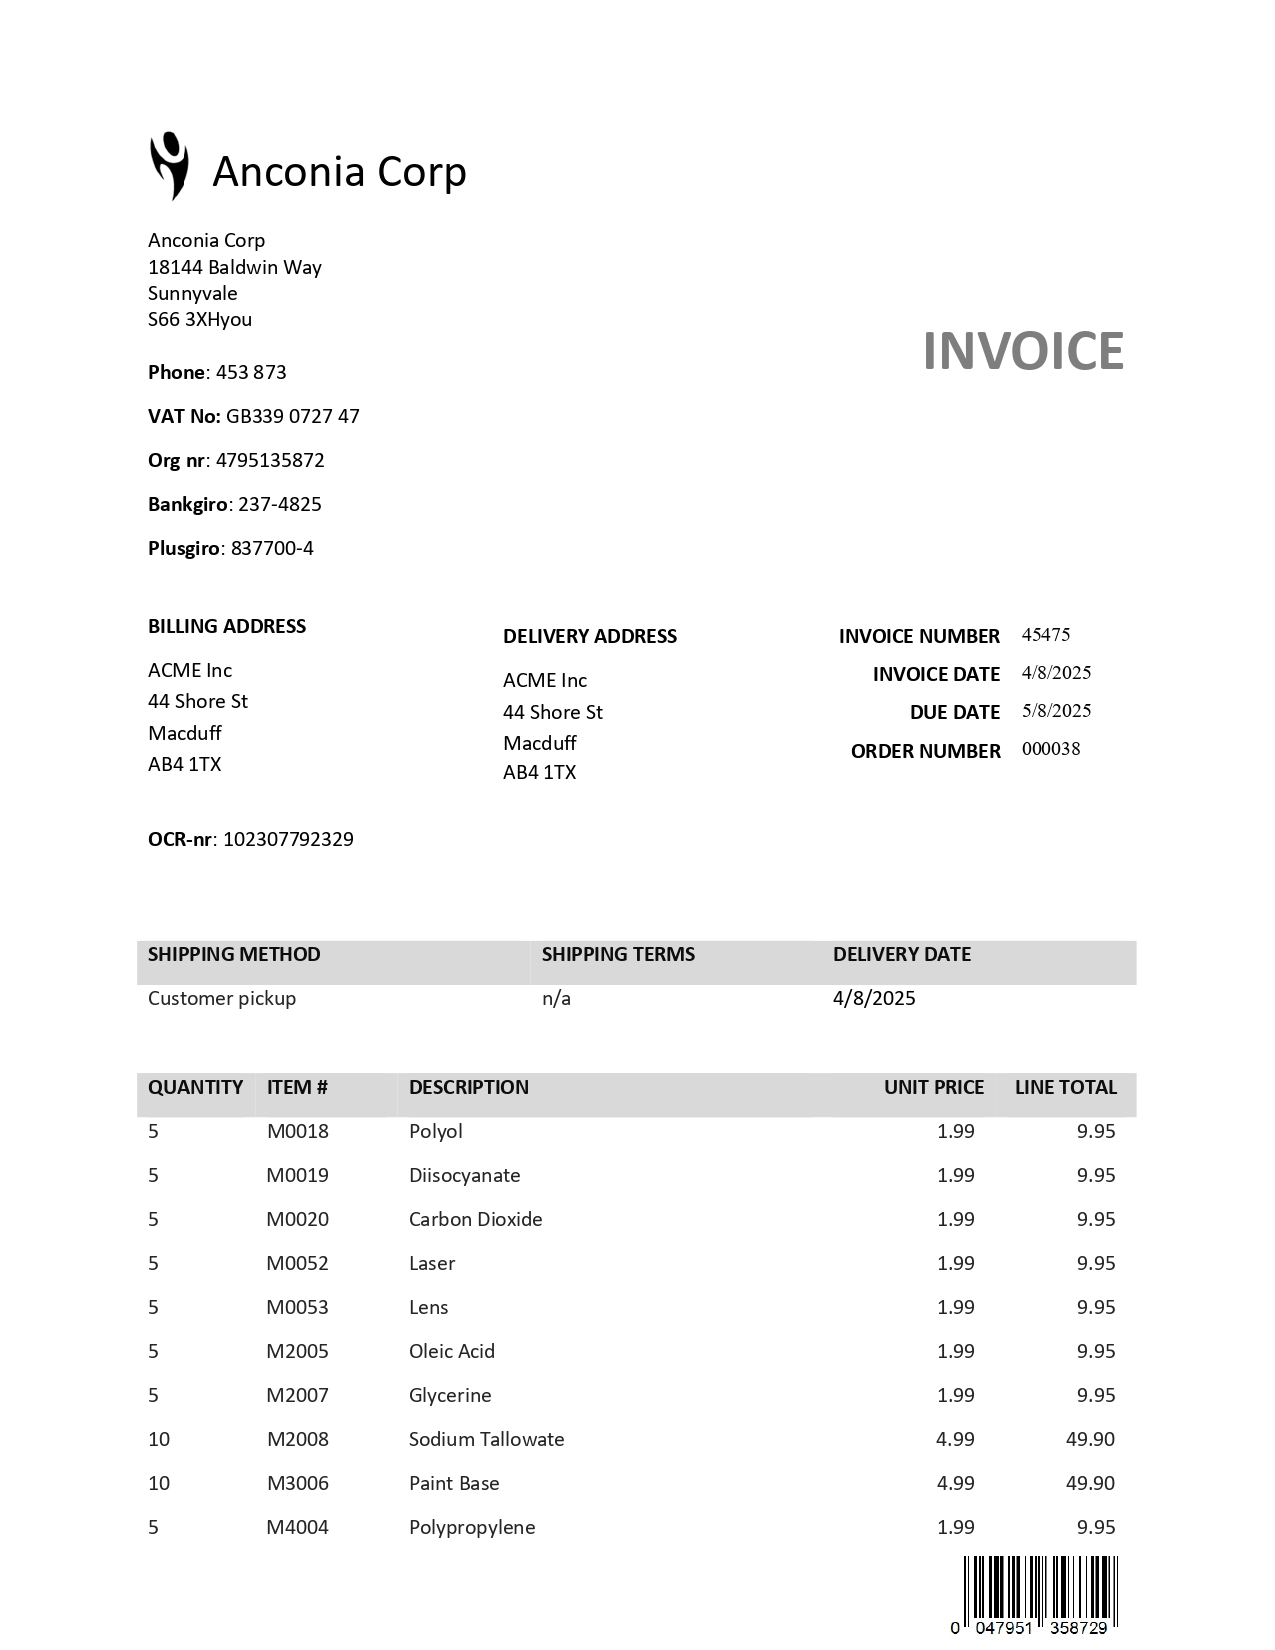 Anconia Corp
Anconia Corp
18144 Baldwin Way
Sunnyvale
S66 3XHyou
INVOICE
Phone: 453 873
VAT No: GB339 0727 47
Org nr: 4795135872
Bankgiro: 237-4825
Plusgiro: 837700-4
BILLING ADDRESS
ACME Inc
44 Shore St
Macduff
AB4 1TX
DELIVERY ADDRESS
ACME Inc
44 Shore St
Macduff
AB4 1TX
INVOICE NUMBER 45475
INVOICE DATE 4/8/2025
DUE DATE 5/8/2025
ORDER NUMBER 000038
OCR-nr: 102307792329
SHIPPING METHOD SHIPPING TERMS DELIVERY DATE
Customer pickup n/a 4/8/2025
QUANTITY ITEM # DESCRIPTION UNIT PRICE LINE TOTAL
5 M0018 Polyol 1.99 9.95
5 M0019 Diisocyanate 1.99 9.95
5 M0020 Carbon Dioxide 1.99 9.95
5 M0052 Laser 1.99 9.95
5 M0053 Lens 1.99 9.95
5 M2005 Oleic Acid 1.99 9.95
5 M2007 Glycerine 1.99 9.95
10 M2008 Sodium Tallowate 4.99 49.90
10 M3006 Paint Base 4.99 49.90
5 M4004 Polypropylene 1.99 9.95
0 047951 358729